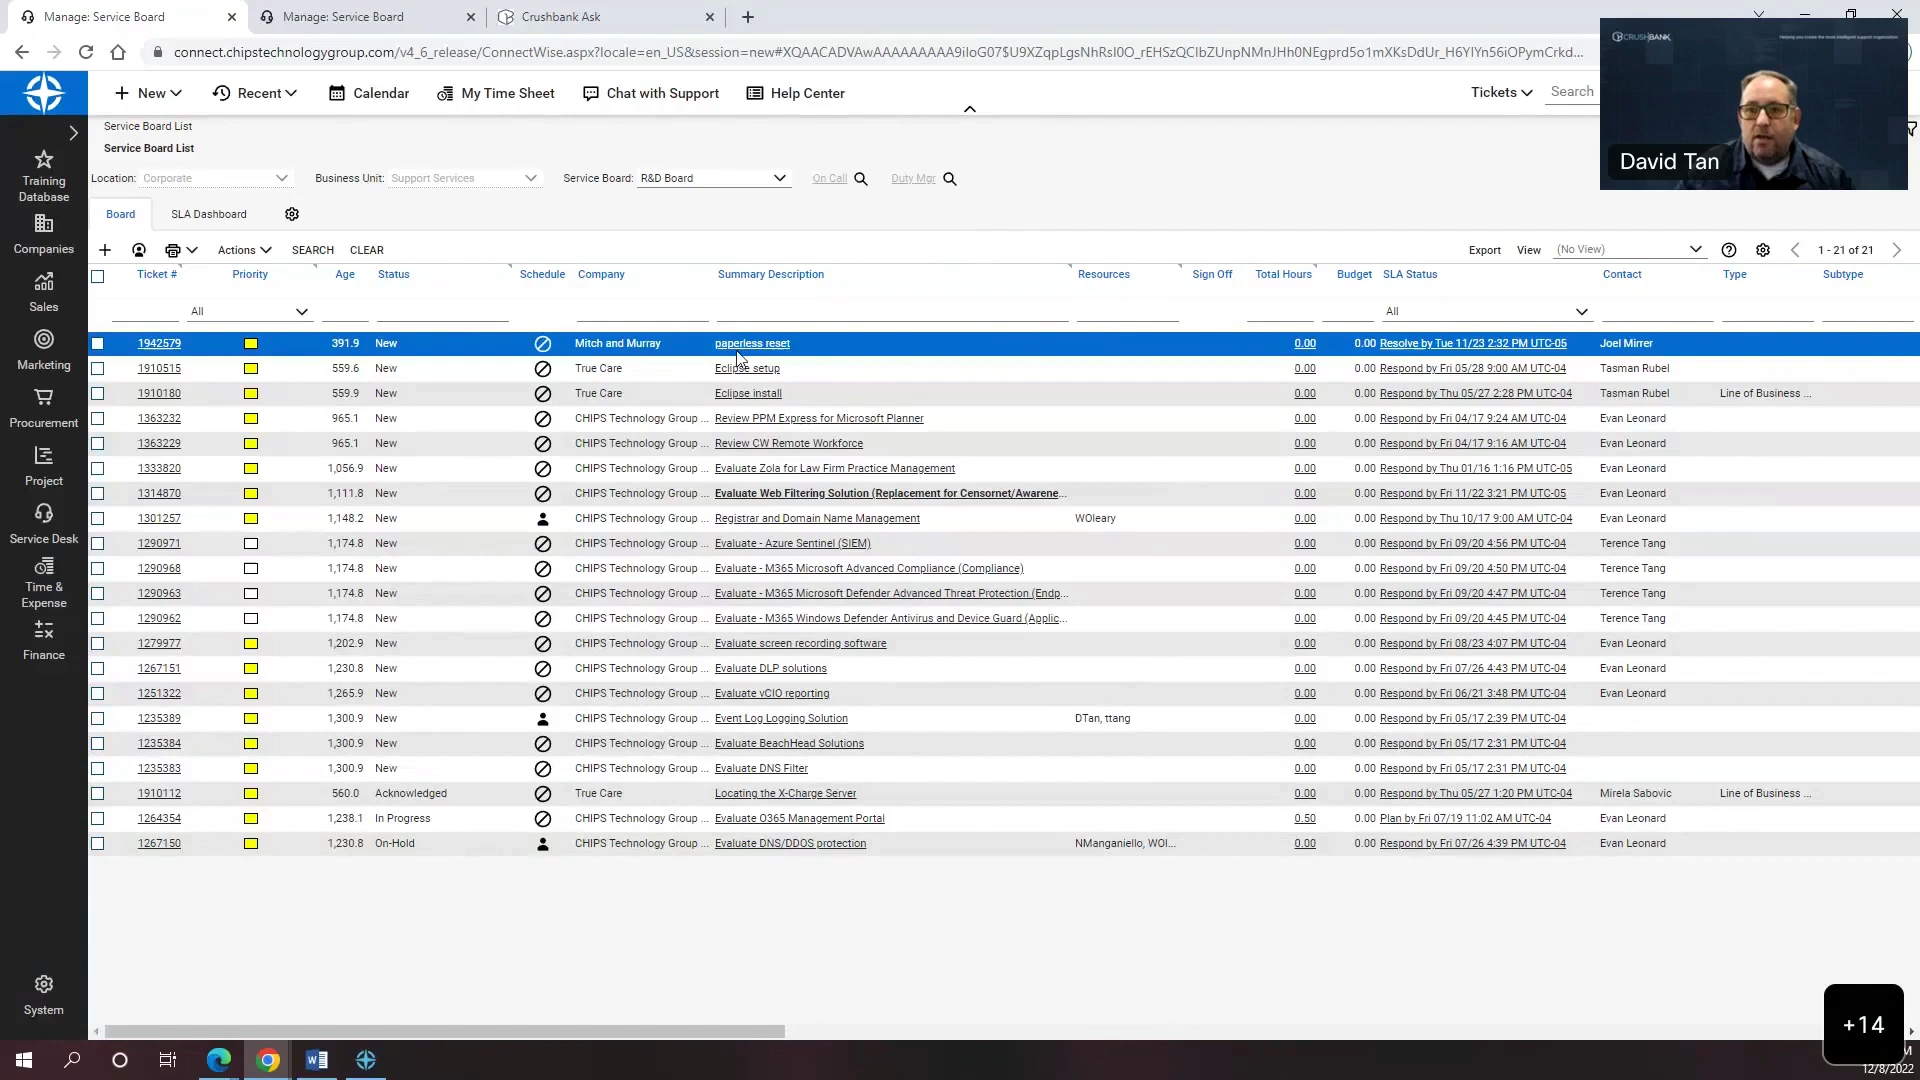 Manage: Service Board
Manage: Service Board
Crushbank Ask
connect.chipstechnologygroup.com/v4_6_release/ConnectWise.aspx?locale=en_US&session=new#
New
Recent
Calendar
My Time Sheet
Chat with Support
Help Center
Tickets
Search
CRUSHBANK
David Tan
Service Board List
Service Board List
Location: Corporate
Business Unit: Support Services
Service Board: R&D Board
On Call
Duty Mgr
Training Database
Companies
Sales
Marketing
Procurement
Project
Service Desk
Time & Expense
Finance
System
Board
SLA Dashboard
Actions SEARCH CLEAR
Export View (No View) 1 - 21 of 21
Ticket # Priority Age Status Schedule Company Summary Description Resources Sign Off Total Hours Budget SLA Status Contact Type Subtype
All All
1942579 391.9 New Mitch and Murray paperless reset 0.00 0.00 Resolve by Tue 11/23 2:32 PM UTC-05 Joel Mirrer
1910515 559.6 New True Care Eclipse setup 0.00 0.00 Respond by Fri 05/28 9:00 AM UTC-04 Tasman Rubel
1910180 559.9 New True Care Eclipse install 0.00 0.00 Respond by Thu 05/27 2:28 PM UTC-04 Tasman Rubel Line of Business ...
1363232 965.1 New CHIPS Technology Group ... Review PPM Express for Microsoft Planner 0.00 0.00 Respond by Fri 04/17 9:24 AM UTC-04 Evan Leonard
1363229 965.1 New CHIPS Technology Group ... Review CW Remote Workforce 0.00 0.00 Respond by Fri 04/17 9:16 AM UTC-04 Evan Leonard
1333820 1,056.9 New CHIPS Technology Group ... Evaluate Zola for Law Firm Practice Management 0.00 0.00 Respond by Thu 01/16 1:16 PM UTC-05 Evan Leonard
1314870 1,111.8 New CHIPS Technology Group ... Evaluate Web Filtering Solution (Replacement for Censornet/Awarene... 0.00 0.00 Respond by Fri 11/22 3:21 PM UTC-05 Evan Leonard
1301257 1,148.2 New CHIPS Technology Group ... Registrar and Domain Name Management WOleary 0.00 0.00 Respond by Thu 10/17 9:00 AM UTC-04 Evan Leonard
1290971 1,174.8 New CHIPS Technology Group ... Evaluate - Azure Sentinel (SIEM) 0.00 0.00 Respond by Fri 09/20 4:56 PM UTC-04 Terence Tang
1290968 1,174.8 New CHIPS Technology Group ... Evaluate - M365 Microsoft Advanced Compliance (Compliance) 0.00 0.00 Respond by Fri 09/20 4:50 PM UTC-04 Terence Tang
1290963 1,174.8 New CHIPS Technology Group ... Evaluate - M365 Microsoft Defender Advanced Threat Protection (Endp... 0.00 0.00 Respond by Fri 09/20 4:47 PM UTC-04 Terence Tang
1290962 1,174.8 New CHIPS Technology Group ... Evaluate - M365 Windows Defender Antivirus and Device Guard (Applic... 0.00 0.00 Respond by Fri 09/20 4:45 PM UTC-04 Terence Tang
1279977 1,202.9 New CHIPS Technology Group ... Evaluate screen recording software 0.00 0.00 Respond by Fri 08/23 4:07 PM UTC-04 Evan Leonard
1267151 1,230.8 New CHIPS Technology Group ... Evaluate DLP solutions 0.00 0.00 Respond by Fri 07/26 4:43 PM UTC-04 Evan Leonard
1251322 1,265.9 New CHIPS Technology Group ... Evaluate vCIO reporting 0.00 0.00 Respond by Fri 06/21 3:48 PM UTC-04 Evan Leonard
1235389 1,300.9 New CHIPS Technology Group ... Event Log Logging Solution DTan, ttang 0.00 0.00 Respond by Fri 05/17 2:39 PM UTC-04
1235384 1,300.9 New CHIPS Technology Group ... Evaluate BeachHead Solutions 0.00 0.00 Respond by Fri 05/17 2:31 PM UTC-04
1235383 1,300.9 New CHIPS Technology Group ... Evaluate DNS Filter 0.00 0.00 Respond by Fri 05/17 2:31 PM UTC-04
1910112 560.0 Acknowledged True Care Locating the X-Charge Server 0.00 0.00 Respond by Thu 05/27 1:20 PM UTC-04 Mirela Sabovic Line of Business ...
1264354 1,238.1 In Progress CHIPS Technology Group ... Evaluate O365 Management Portal 0.50 0.00 Plan by Fri 07/19 11:02 AM UTC-04 Evan Leonard
1267150 1,230.8 On-Hold CHIPS Technology Group ... Evaluate DNS/DDOS protection NManganiello, WOl... 0.00 0.00 Respond by Fri 07/26 4:39 PM UTC-04 Evan Leonard
+14
12/8/2022